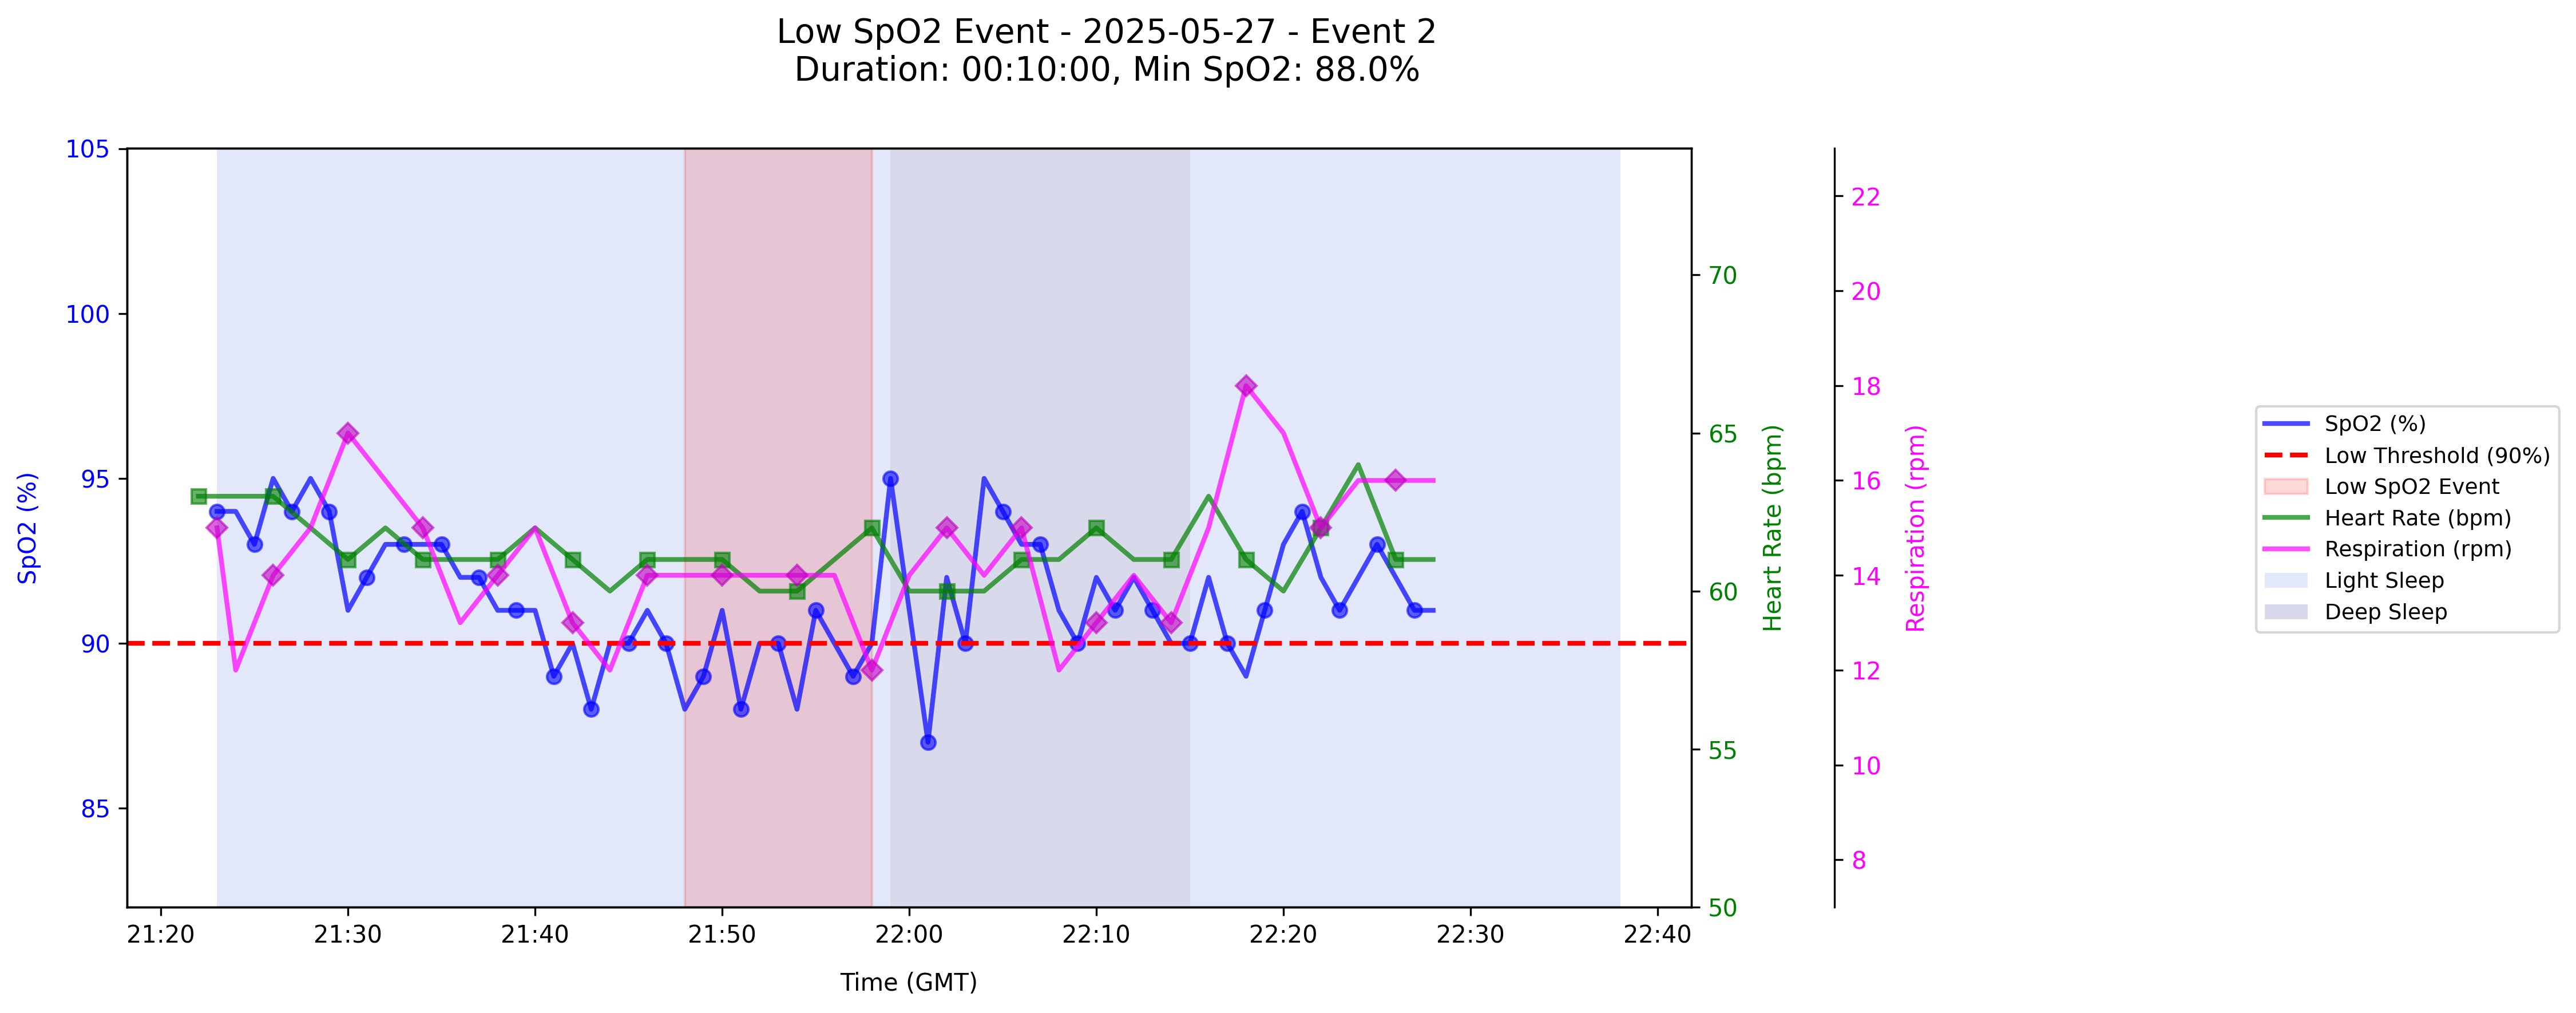 Low SpO2 Event - 2025-05-27 - Event 2
Duration: 00:10:00, Min SpO2: 88.0%
SpO2 (%)
105
100
95
90
85
70
65
60
55
50
Heart Rate (bpm)
22
20
18
16
14
12
10
8
Respiration (rpm)
SpO2 (%)
Low Threshold (90%)
Low SpO2 Event
Heart Rate (bpm)
Respiration (rpm)
Light Sleep
Deep Sleep
21:20 21:30 21:40 21:50 22:00 22:10 22:20 22:30 22:40
Time (GMT)